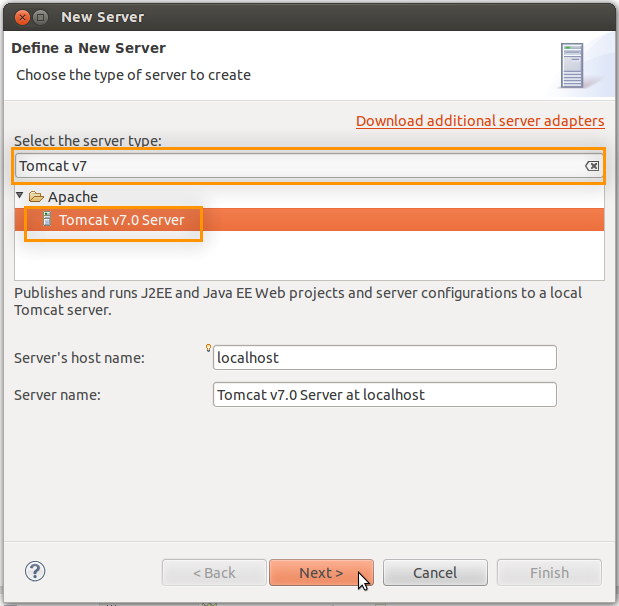 New Server
Define a New Server
Choose the type of server to create
Download additional server adapters
Select the server type:
Tomcat v7
Apache
Tomcat v7.0 Server
Publishes and runs J2EE and Java EE Web projects and server configurations to a local
Tomcat server.
Server's host name:
localhost
Server name:
Tomcat v7.0 Server at localhost
?
< Back
Next >
Cancel
Finish